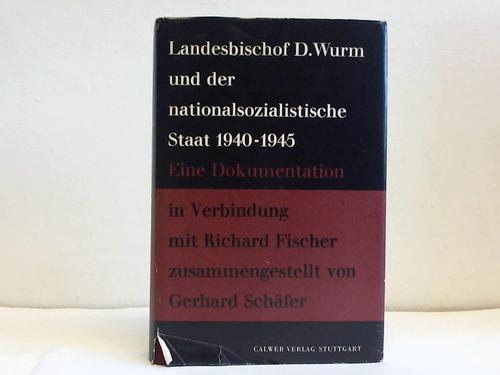 Landesbischof D. Wurm
und der
nationalsozialistische
Staat 1940-1945
Eine Dokumentation
in Verbindung
mit Richard Fischer
zusammengestellt von
Gerhard Schäfer
CALWER VERLAG STUTTGART